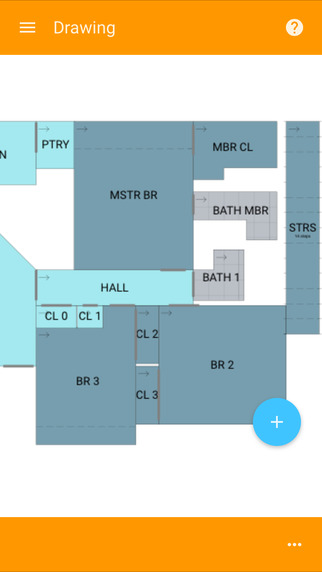 Drawing
?
PTRY
N
MBR CL
MSTR BR
BATH MBR
STRS
BATH 1
HALL
CL 0
CL 1
CL 2
BR 2
BR 3
CL 3
+